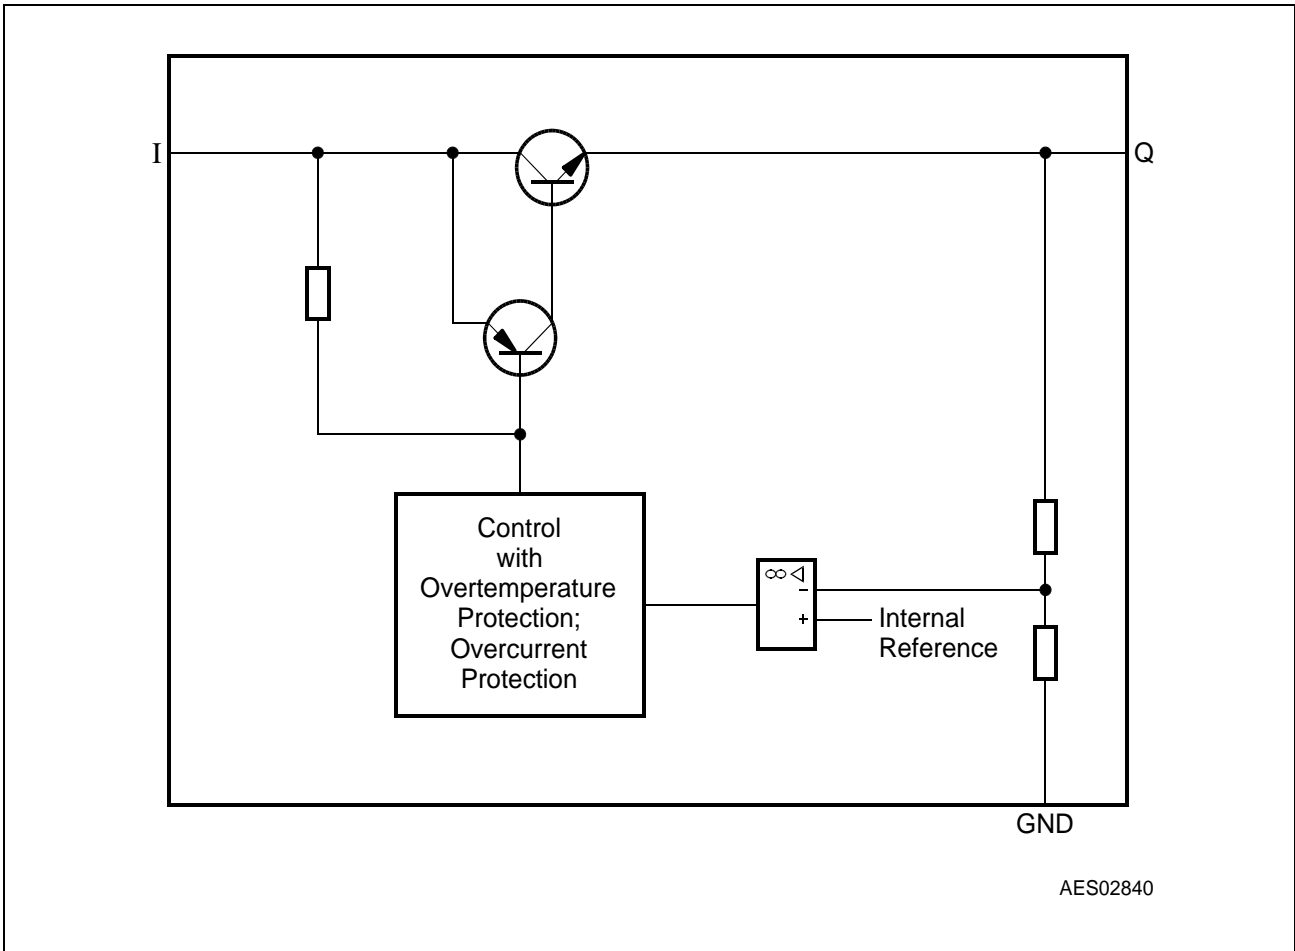 I
Q
Control
with
Overtemperature
Protection;
Overcurrent
Protection
∞ ◁
-
+
Internal
Reference
GND
AES02840